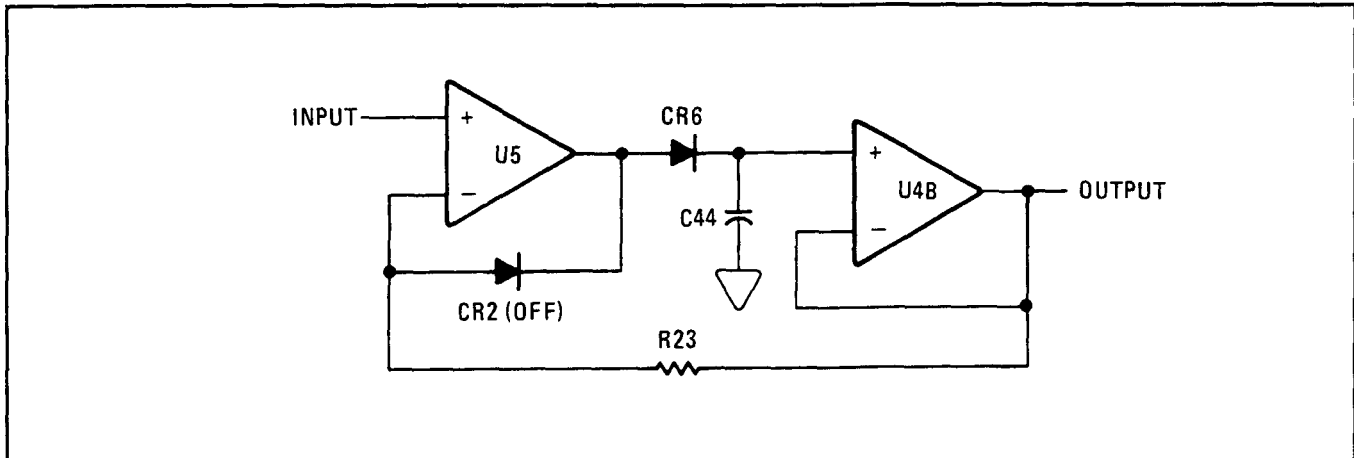 INPUT
+
U5
−
CR6
C44
CR2 (OFF)
R23
+
U4B
−
OUTPUT